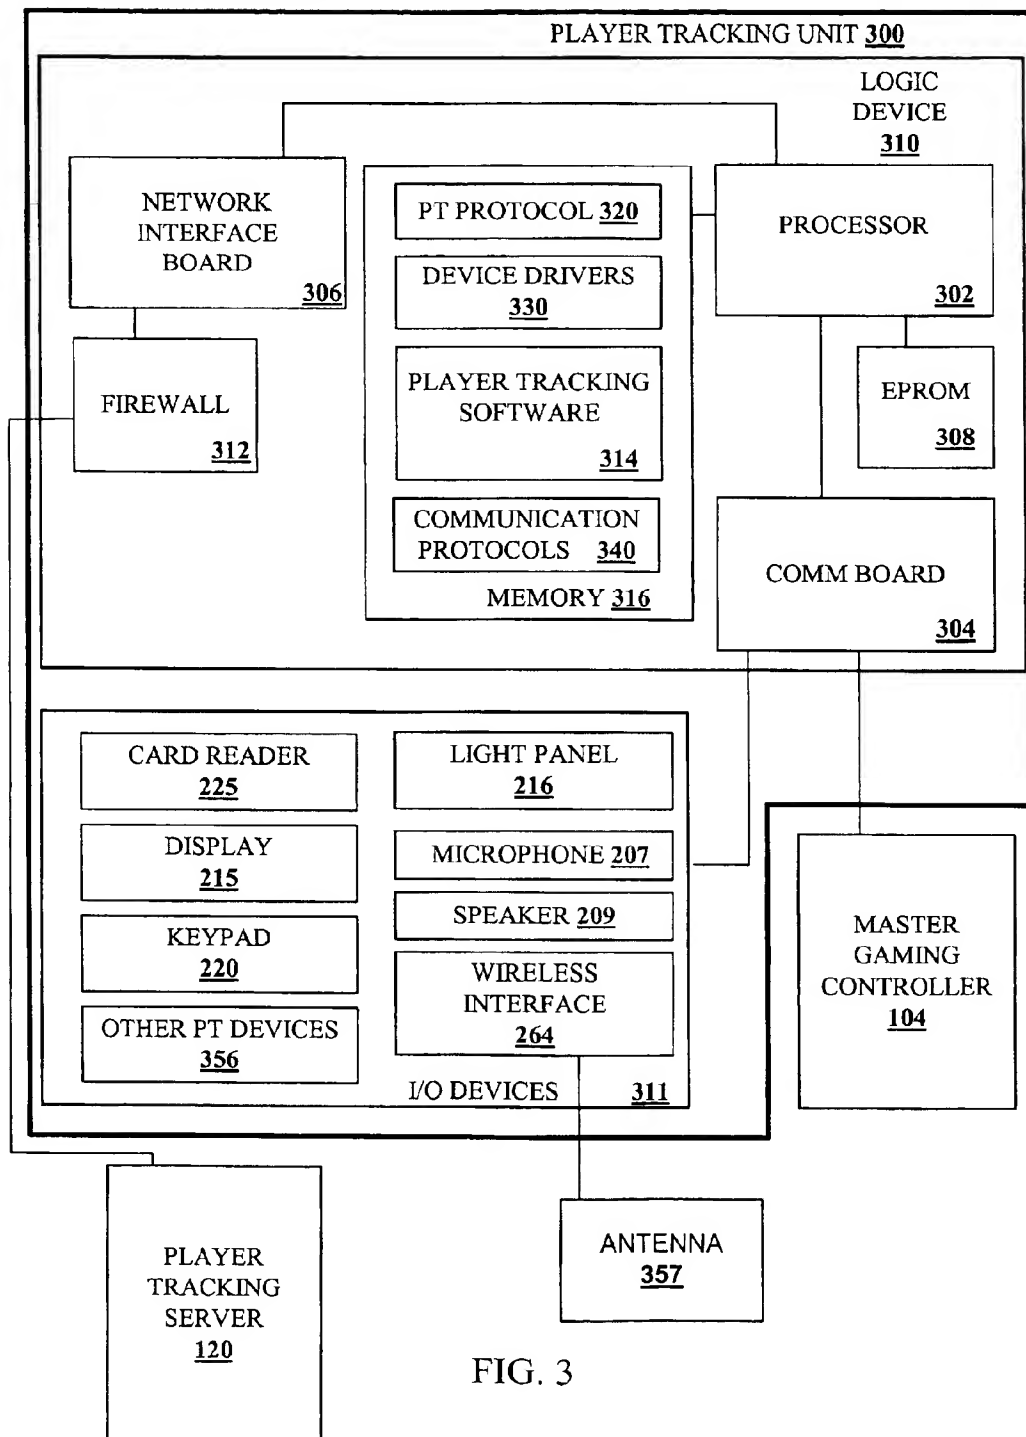 PLAYER TRACKING UNIT 300
LOGIC
DEVICE
310
NETWORK
INTERFACE
BOARD
306
PT PROTOCOL 320
DEVICE DRIVERS
330
PLAYER TRACKING
SOFTWARE
314
COMMUNICATION
PROTOCOLS 340
MEMORY 316
PROCESSOR
302
FIREWALL
312
EPROM
308
COMM BOARD
304
CARD READER
225
DISPLAY
215
KEYPAD
220
OTHER PT DEVICES
356
LIGHT PANEL
216
MICROPHONE 207
SPEAKER 209
WIRELESS
INTERFACE
264
I/O DEVICES 311
MASTER
GAMING
CONTROLLER
104
PLAYER
TRACKING
SERVER
120
ANTENNA
357
FIG. 3